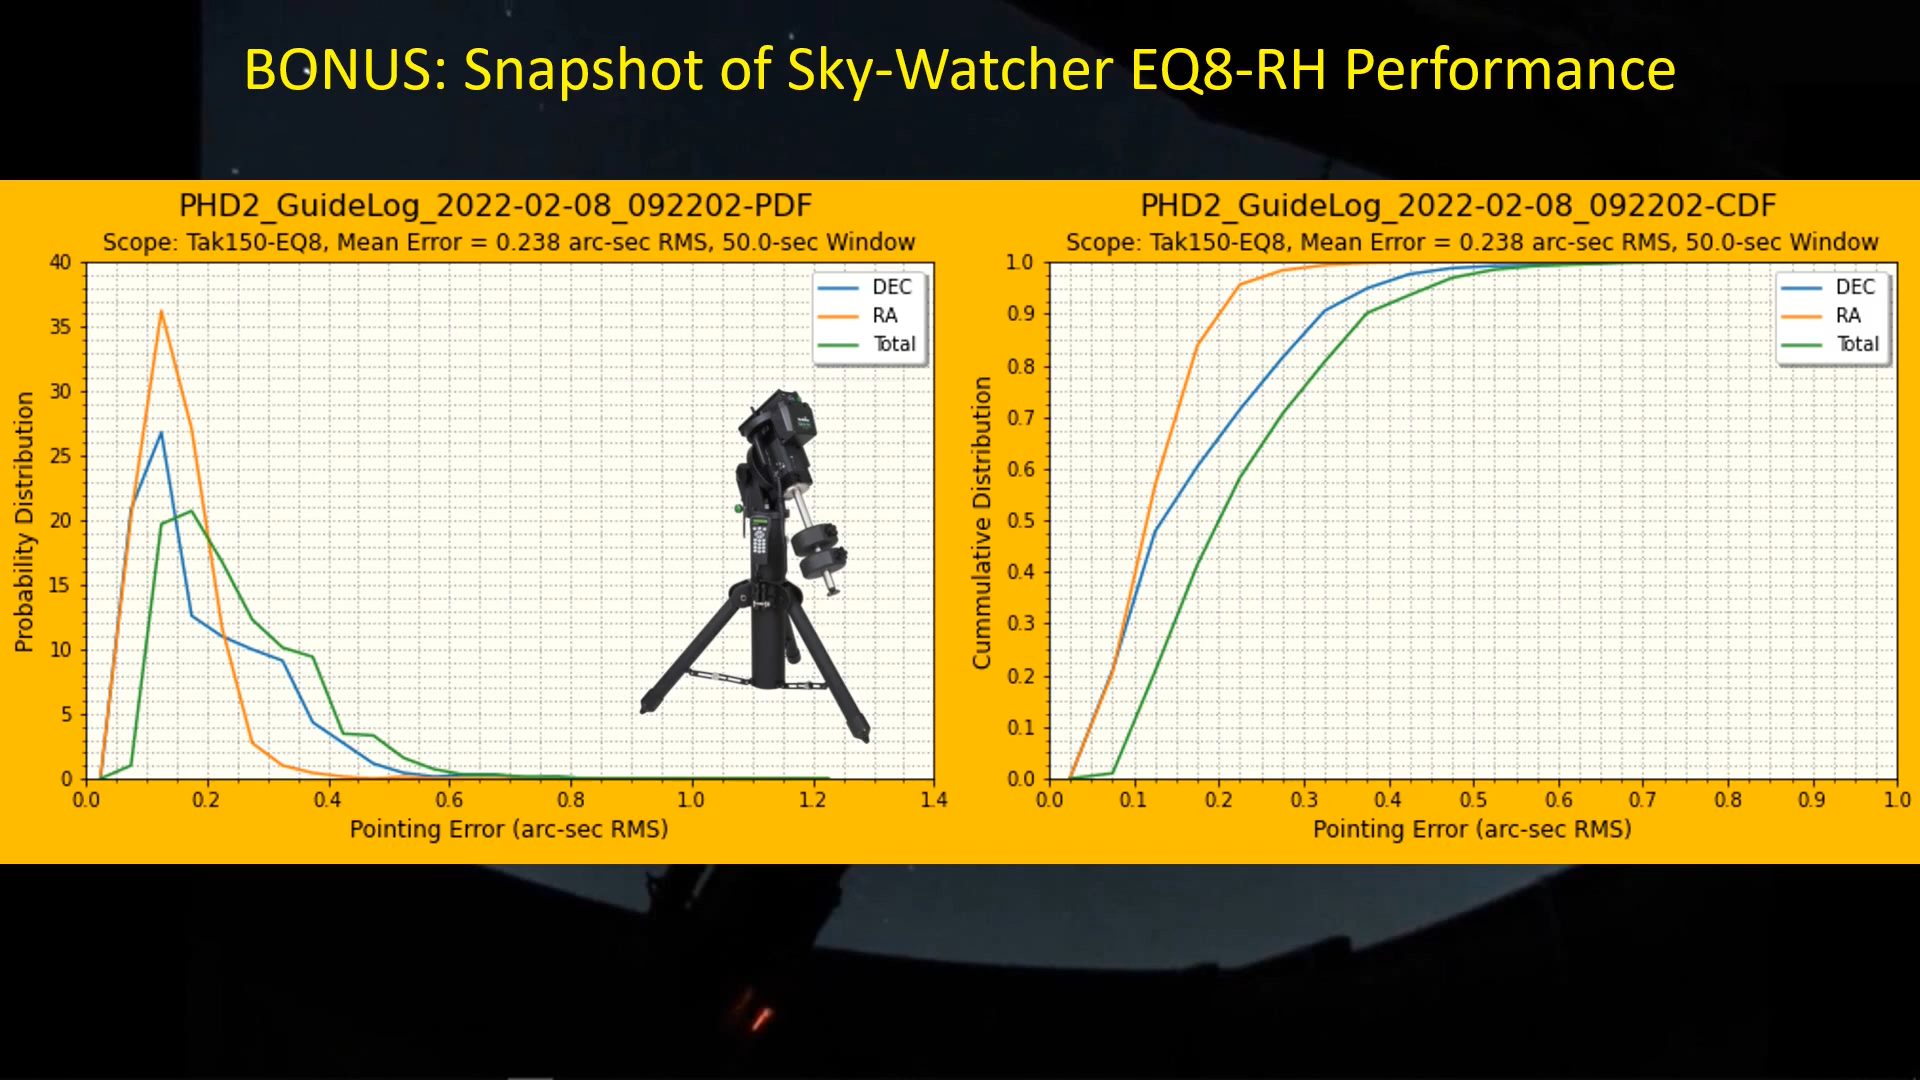 BONUS: Snapshot of Sky-Watcher EQ8-RH Performance
PHD2_GuideLog_2022-02-08_092202-PDF
Scope: Tak150-EQ8, Mean Error = 0.238 arc-sec RMS, 50.0-sec Window
40
35
30
25
20
15
10
5
0
Probability Distribution
DEC
RA
Total
0.0 0.2 0.4 0.6 0.8 1.0 1.2 1.4
Pointing Error (arc-sec RMS)
PHD2_GuideLog_2022-02-08_092202-CDF
Scope: Tak150-EQ8, Mean Error = 0.238 arc-sec RMS, 50.0-sec Window
1.0
0.9
0.8
0.7
0.6
0.5
0.4
0.3
0.2
0.1
0.0
Cummulative Distribution
DEC
RA
Total
0.0 0.1 0.2 0.3 0.4 0.5 0.6 0.7 0.8 0.9 1.0
Pointing Error (arc-sec RMS)